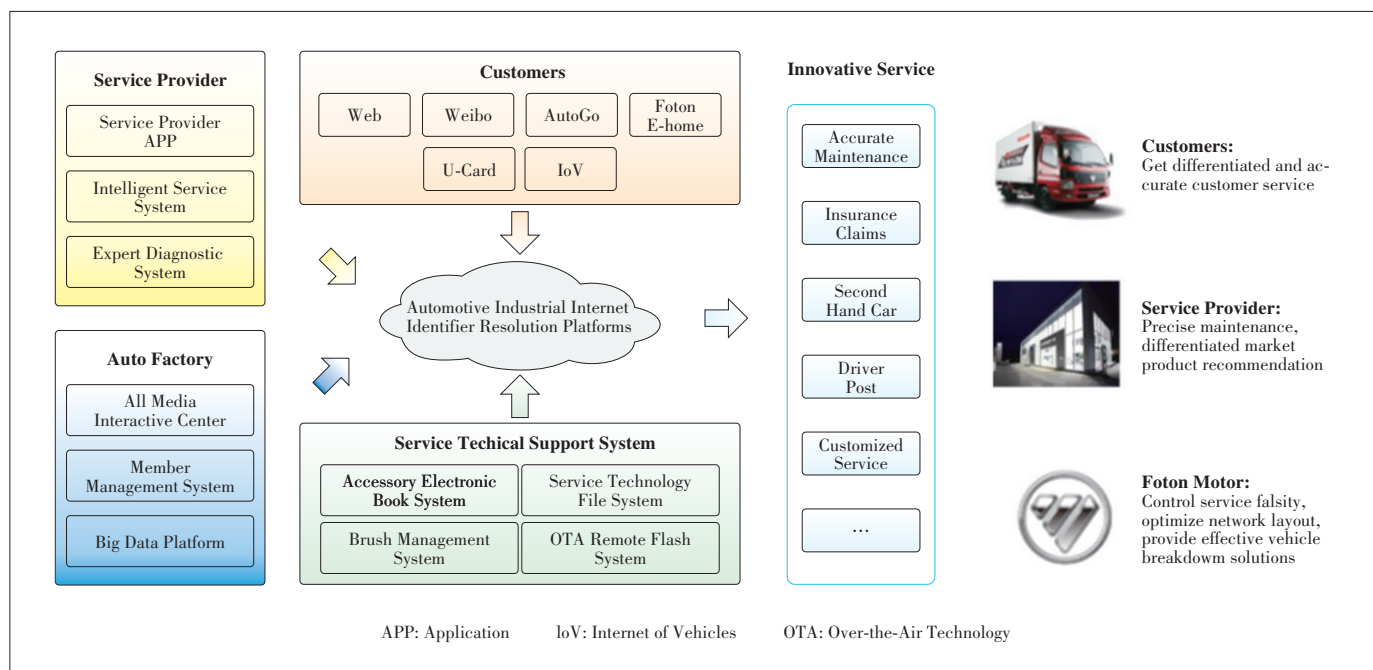 Service Provider
Service Provider
APP
Intelligent Service
System
Expert Diagnostic
System
Auto Factory
All Media
Interactive Center
Member
Management System
Big Data Platform
Customers
Web
Weibo
AutoGo
Foton
E-home
U-Card
IoV
Automotive Industrial Internet
Identifier Resolution Platforms
Service Techical Support System
Accessory Electronic
Book System
Service Technology
File System
Brush Management
System
OTA Remote Flash
System
Innovative Service
Accurate
Maintenance
Insurance
Claims
Second
Hand Car
Driver
Post
Customized
Service
...
Customers:
Get differentiated and ac-
curate customer service
Service Provider:
Precise maintenance,
differentiated market
product recommendation
Foton Motor:
Control service falsity,
optimize network layout,
provide effective vehicle
breakdowm solutions
APP: Application loV: Internet of Vehicles OTA: Over-the-Air Technology